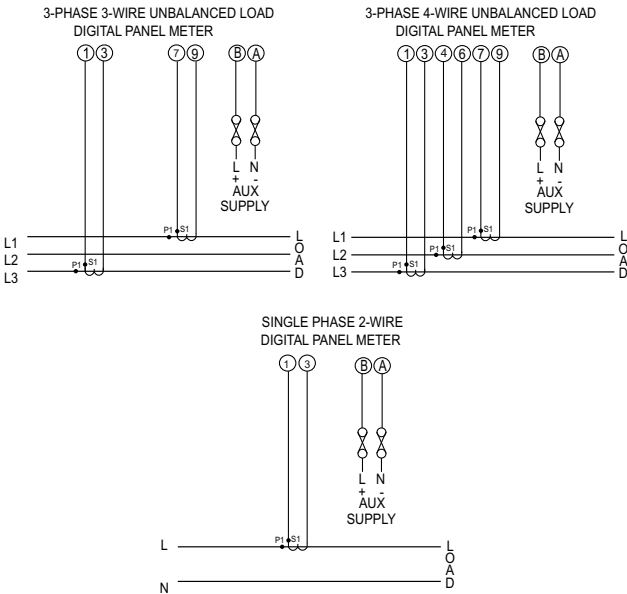 3-PHASE 3-WIRE UNBALANCED LOAD
DIGITAL PANEL METER
1 3 7 9 B A
L N
+ -
AUX
SUPPLY
P1 S1
L1
L2
L3
P1 S1
LOAD
3-PHASE 4-WIRE UNBALANCED LOAD
DIGITAL PANEL METER
1 3 4 6 7 9 B A
L N
+ -
AUX
SUPPLY
P1 S1
L1
P1 S1
L2
P1 S1
L3
LOAD
SINGLE PHASE 2-WIRE
DIGITAL PANEL METER
1 3 B A
L N
+ -
AUX
SUPPLY
P1 S1
L
N
LOAD